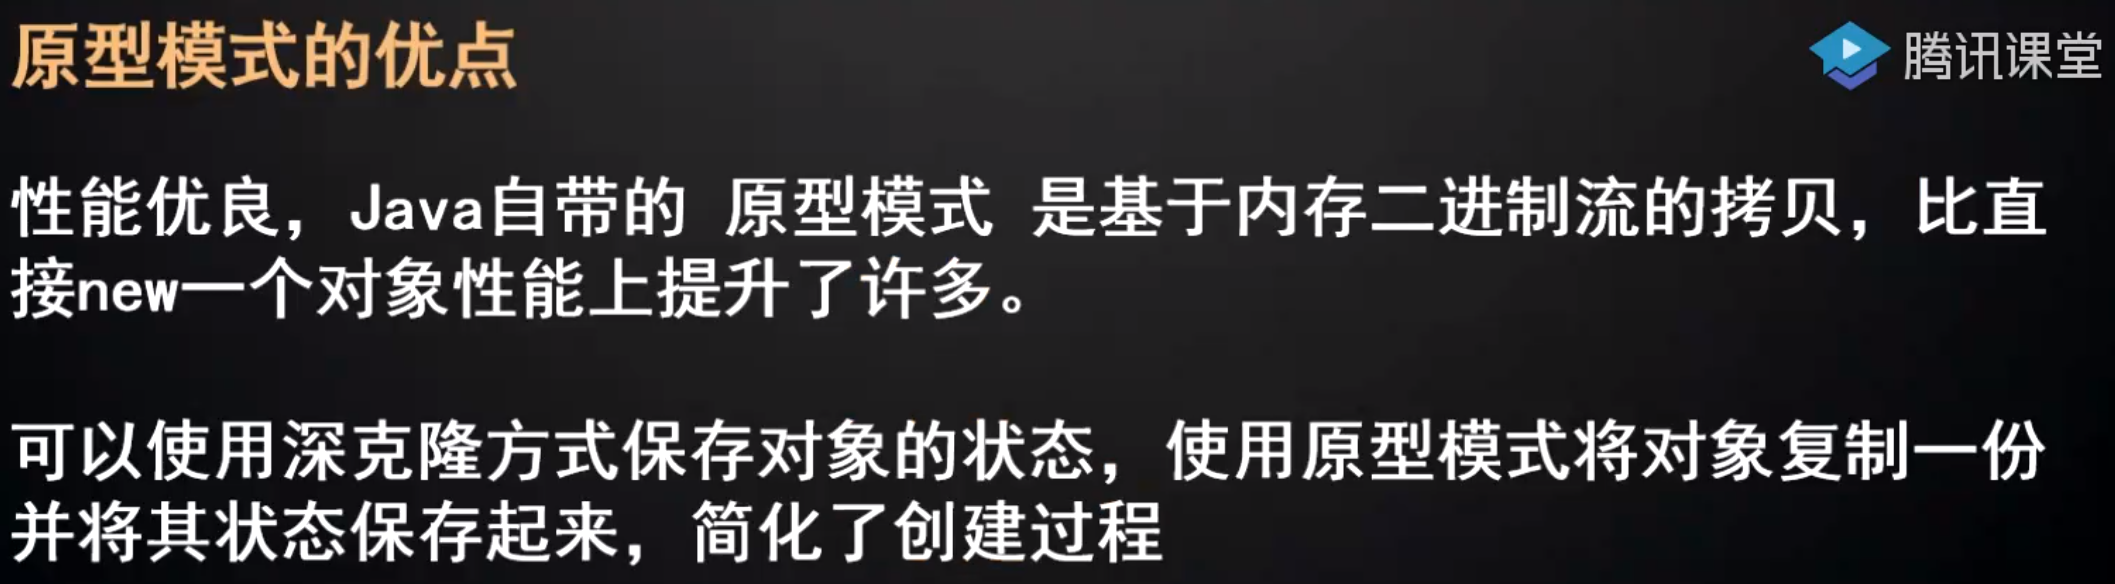 原型模式的优点
腾讯课堂
性能优良，Java自带的 原型模式 是基于内存二进制流的拷贝，比直
接new一个对象性能上提升了许多。
可以使用深克隆方式保存对象的状态，使用原型模式将对象复制一份
并将其状态保存起来，简化了创建过程